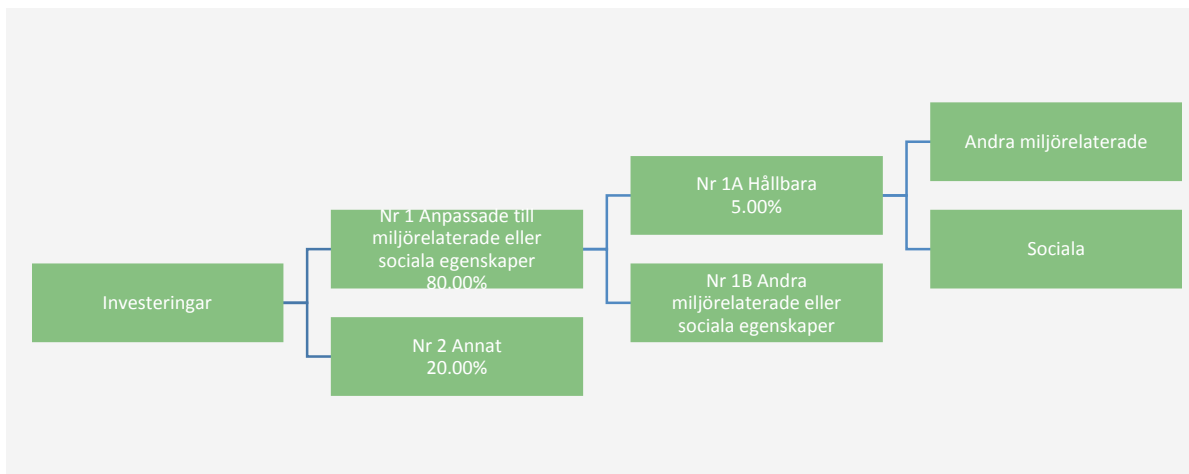 Investeringar
Nr 1 Anpassade till
miljörelaterade eller
sociala egenskaper
80.00%
Nr 2 Annat
20.00%
Nr 1A Hållbara
5.00%
Nr 1B Andra
miljörelaterade eller
sociala egenskaper
Andra miljörelaterade
Sociala